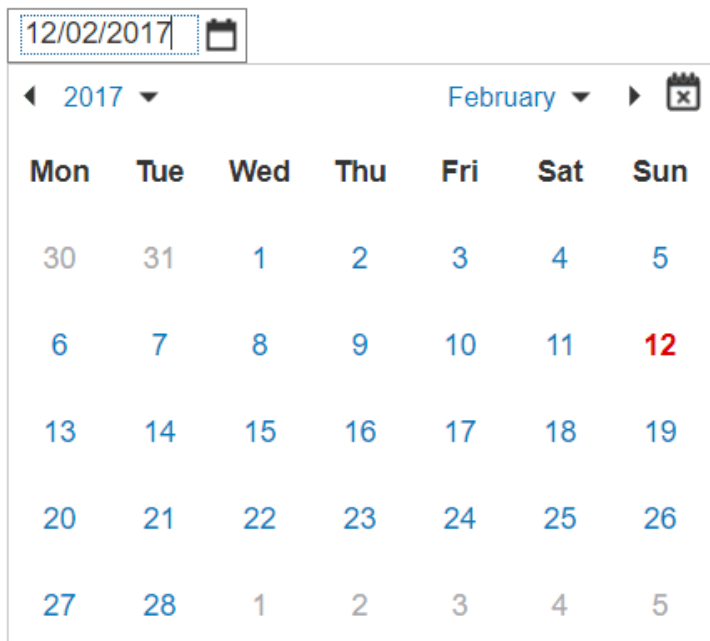 12/02/2017
2017 February
Mon Tue Wed Thu Fri Sat Sun
30 31 1 2 3 4 5
6 7 8 9 10 11 12
13 14 15 16 17 18 19
20 21 22 23 24 25 26
27 28 1 2 3 4 5